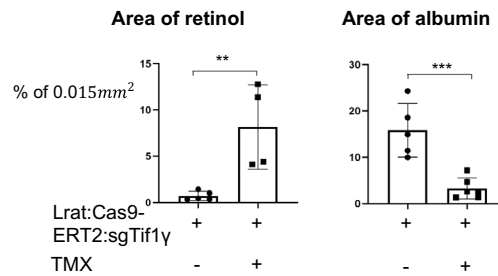 Area of retinol
Area of albumin
% of 0.015mm²
**
15
10
5
0
***
30
20
10
0
Lrat:Cas9-
ERT2:sgTif1γ
+ +
+ +
TMX
- +
- +